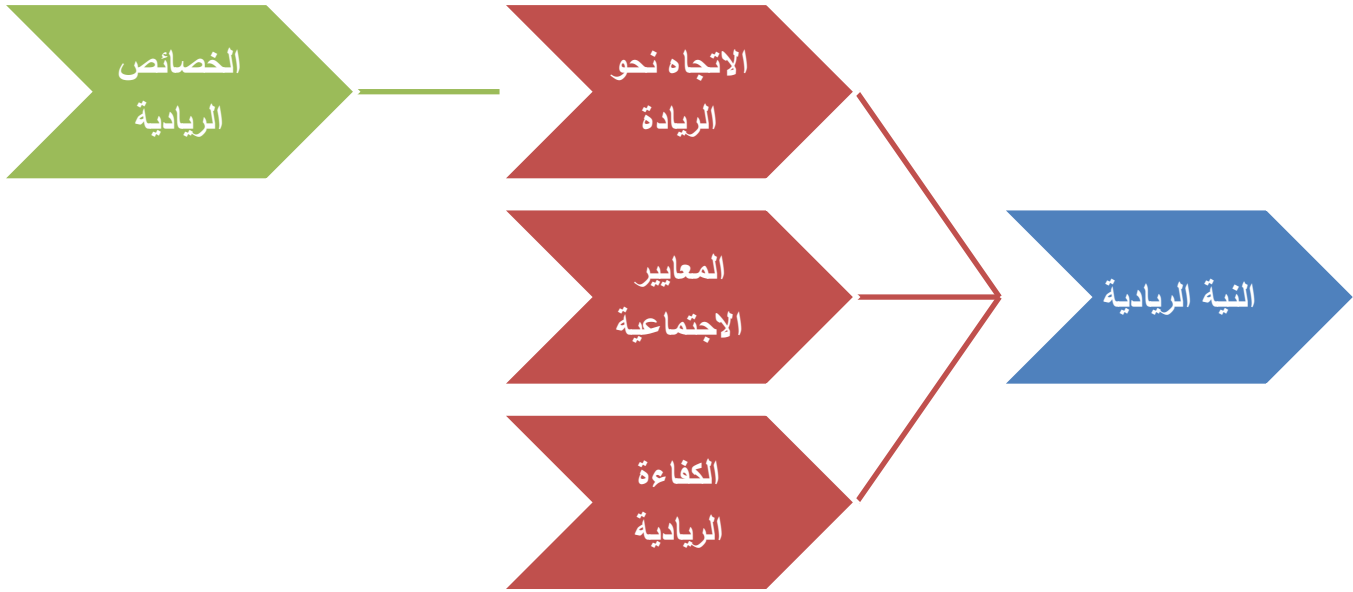 الخصائص
الريادية
الاتجاه نحو
الريادة
المعايير
الاجتماعية
الكفاءة
الريادية
النية الريادية